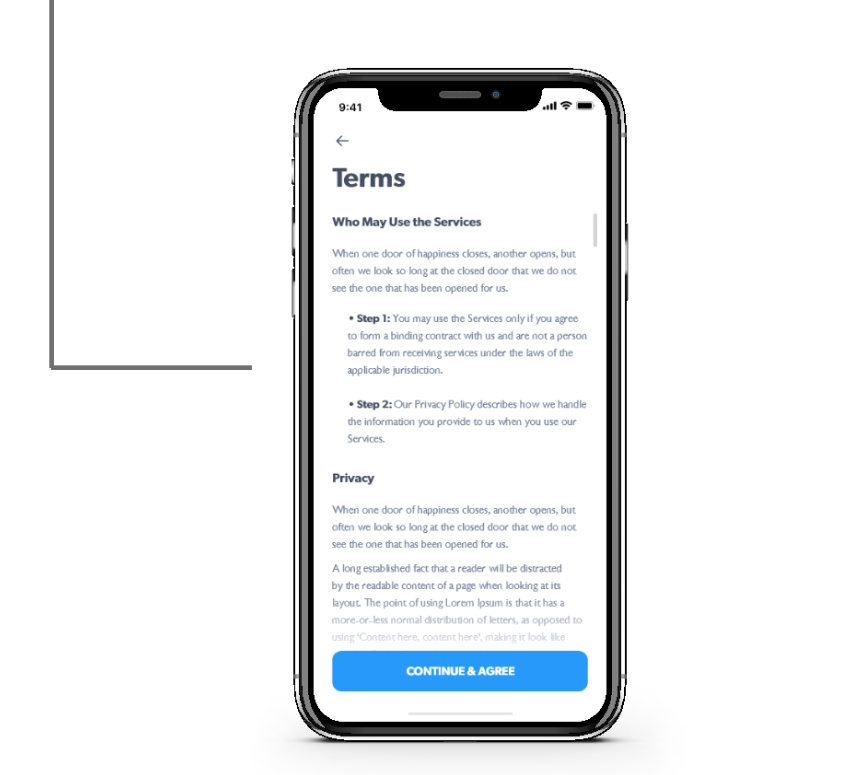 9:41
Terms
Who May Use the Services
When one door of happiness closes, another opens, but
often we look so long at the closed door that we do not
see the one that has been opened for us.
• Step 1: You may use the Services only if you agree
to form a binding contract with us and are not a person
barred from receiving services under the laws of the
applicable jurisdiction.
• Step 2: Our Privacy Policy describes how we handle
the information you provide to us when you use our
Services.
Privacy
When one door of happiness closes, another opens, but
often we look so long at the closed door that we do not
see the one that has been opened for us.
A long established fact that a reader will be distracted
by the readable content of a page when looking at its
layout. The point of using Lorem Ipsum is that it has a
more-or-less normal distribution of letters, as opposed to
using 'Content here, content here', making it look like
CONTINUE & AGREE